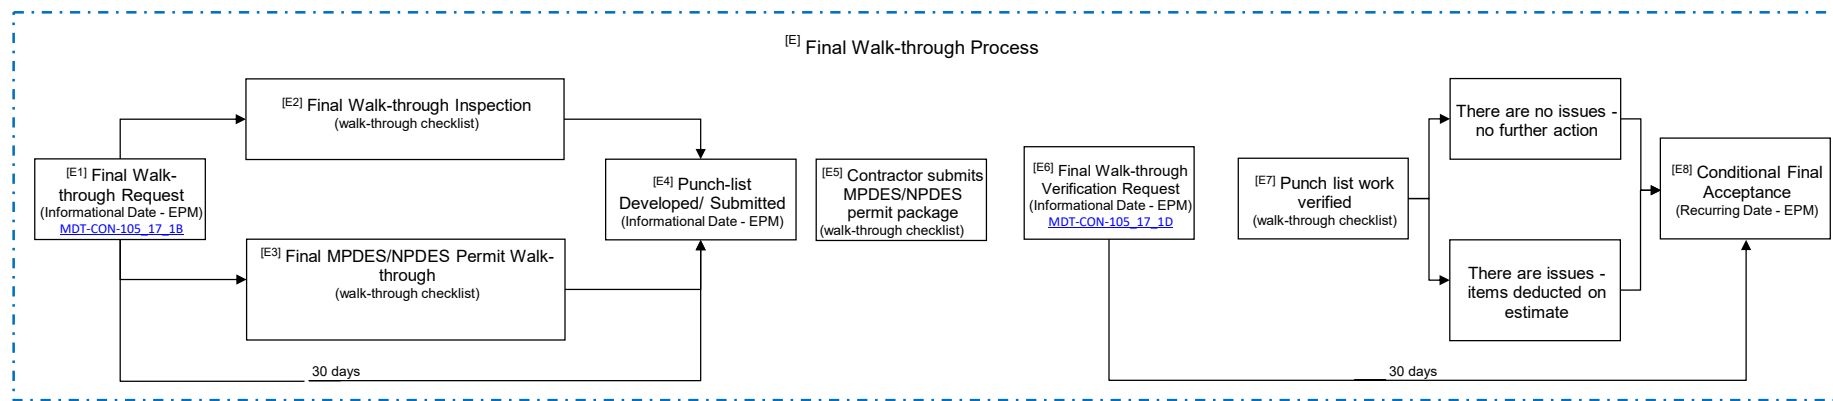 [E] Final Walk-through Process
[E1] Final Walk-
through Request
(Informational Date - EPM)
MDT-CON-105_17_1B
[E2] Final Walk-through Inspection
(walk-through checklist)
[E3] Final MPDES/NPDES Permit Walk-
through
(walk-through checklist)
30 days
[E4] Punch-list
Developed/ Submitted
(Informational Date - EPM)
[E5] Contractor submits
MPDES/NPDES
permit package
(walk-through checklist)
[E6] Final Walk-through
Verification Request
(Informational Date - EPM)
MDT-CON-105_17_1D
[E7] Punch list work
verified
(walk-through checklist)
There are no issues -
no further action
There are issues -
items deducted on
estimate
30 days
[E8] Conditional Final
Acceptance
(Recurring Date - EPM)